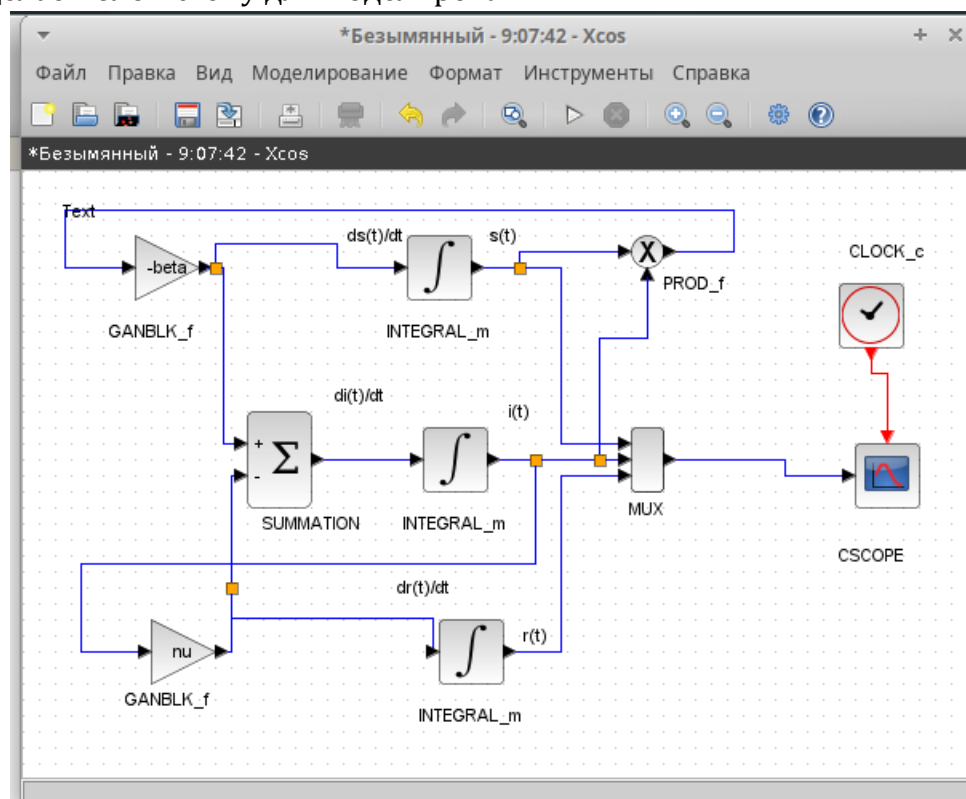 *Безымянный - 9:07:42 - Xcos
Файл Правка Вид Моделирование Формат Инструменты Справка
*Безымянный - 9:07:42 - Xcos
Text
ds(t)/dt
s(t)
-beta
X
CLOCK_c
PROD_f
GANBLK_f
INTEGRAL_m
di(t)/dt
i(t)
+
Σ
-
SUMMATION
INTEGRAL_m
MUX
CSCOPE
dr(t)/dt
r(t)
nu
GANBLK_f
INTEGRAL_m